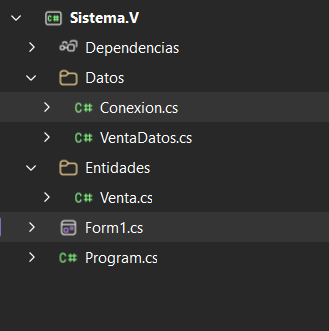 C# Sistema.V
Dependencias
Datos
C# Conexion.cs
C# VentaDatos.cs
Entidades
C# Venta.cs
Form1.cs
C# Program.cs